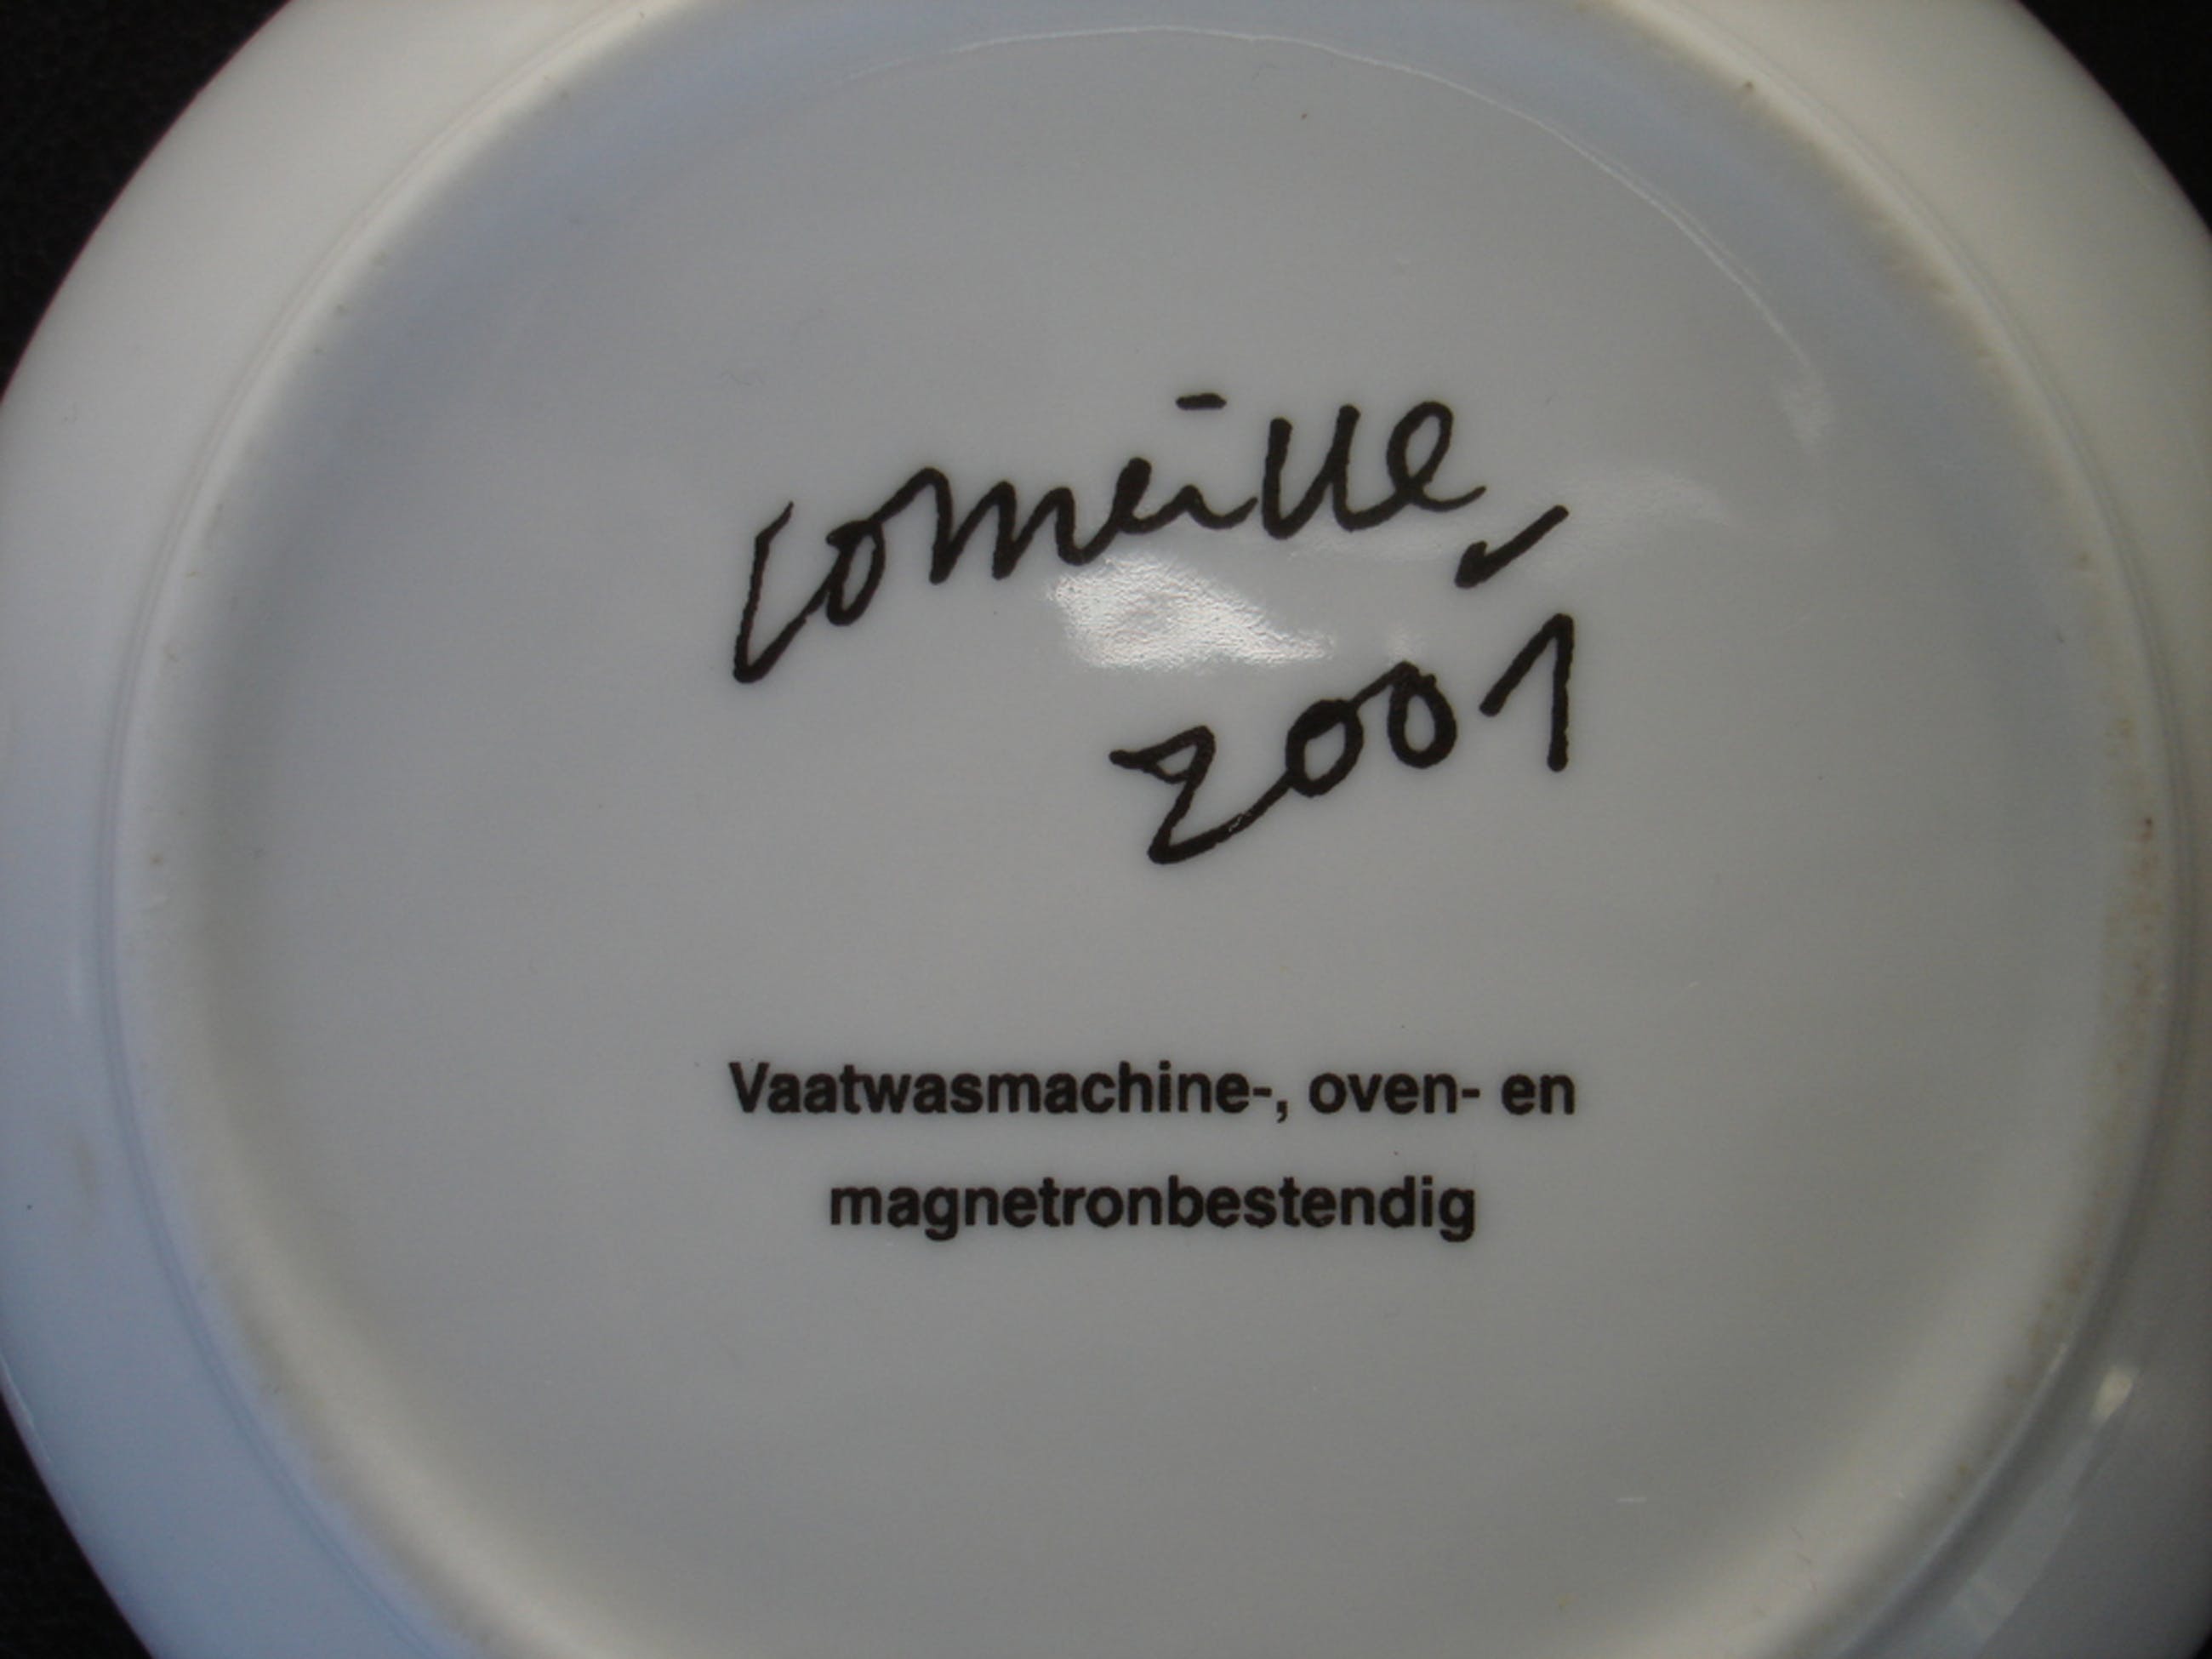 Corneille
2001
Vaatwasmachine-, oven- en
magnetronbestendig